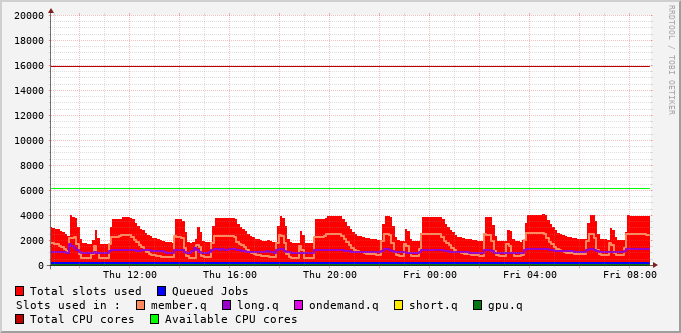 20000
18000
16000
14000
12000
10000
8000
6000
4000
2000
0
Thu 12:00 Thu 16:00 Thu 20:00 Fri 00:00 Fri 04:00 Fri 08:00
Total slots used Queued Jobs
Slots used in : member.q long.q ondemand.q short.q gpu.q
Total CPU cores Available CPU cores
RRDTOOL / TOBI OETIKER